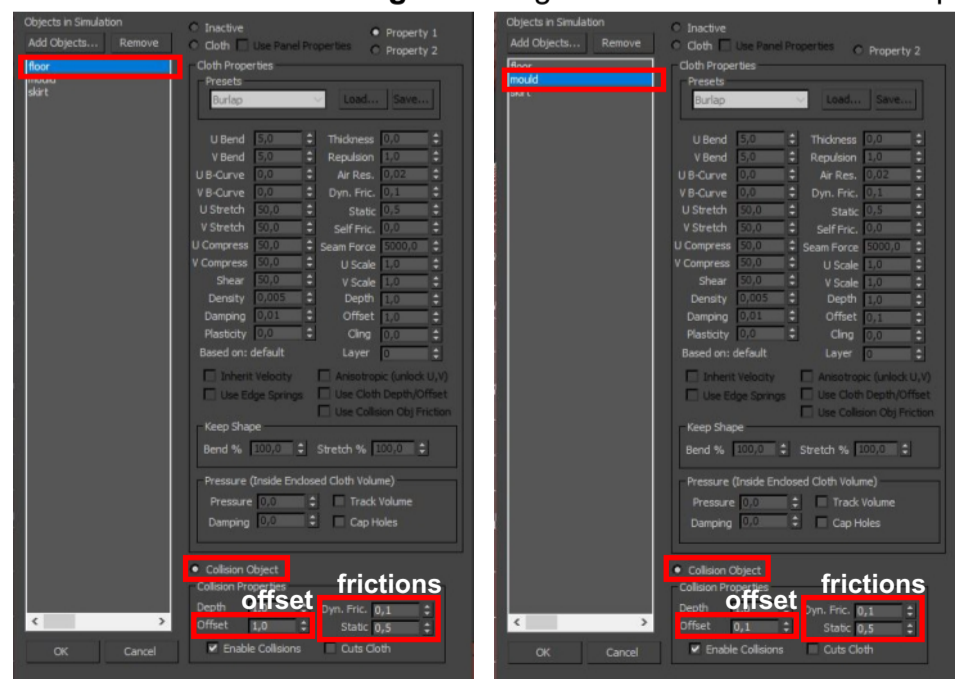 Objects in Simulation
Add Objects... Remove
floor
mould
skirt
Inactive
Property 1
Cloth Use Panel Properties Property 2
Cloth Properties
Presets
Burlap Load... Save...
U Bend 5,0 Thickness 0,0
V Bend 5,0 Repulsion 1,0
U B-Curve 0,0 Air Res. 0,02
V B-Curve 0,0 Dyn. Fric. 0,1
U Stretch 50,0 Static 0,5
V Stretch 50,0 Self Fric. 0,0
U Compress 50,0 Seam Force 5000,0
V Compress 50,0 U Scale 1,0
Shear 50,0 V Scale 1,0
Density 0,005 Depth 1,0
Damping 0,01 Offset 1,0
Plasticity 0,0 Cling 0,0
Based on: default Layer 0
Inherit Velocity Anisotropic (unlock U,V)
Use Edge Springs Use Cloth Depth/Offset
Use Collision Obj Friction
Keep Shape
Bend % 100,0 Stretch % 100,0
Pressure (Inside Enclosed Cloth Volume)
Pressure 0,0 Track Volume
Damping 0,0 Cap Holes
Collision Object
frictions
Collision Properties
offset
Depth Dyn. Fric. 0,1
Offset 1,0 Static 0,5
Enable Collisions Cuts Cloth
OK Cancel
Objects in Simulation
Add Objects... Remove
floor
mould
skirt
Inactive
Cloth Use Panel Properties Property 2
Cloth Properties
Presets
Burlap Load... Save...
U Bend 5,0 Thickness 0,0
V Bend 5,0 Repulsion 1,0
U B-Curve 0,0 Air Res. 0,02
V B-Curve 0,0 Dyn. Fric. 0,1
U Stretch 50,0 Static 0,5
V Stretch 50,0 Self Fric. 0,0
U Compress 50,0 Seam Force 5000,0
V Compress 50,0 U Scale 1,0
Shear 50,0 V Scale 1,0
Density 0,005 Depth 1,0
Damping 0,01 Offset 0,1
Plasticity 0,0 Cling 0,0
Based on: default Layer 0
Inherit Velocity Anisotropic (unlock U,V)
Use Edge Springs Use Cloth Depth/Offset
Use Collision Obj Friction
Keep Shape
Bend % 100,0 Stretch % 100,0
Pressure (Inside Enclosed Cloth Volume)
Pressure 0,0 Track Volume
Damping 0,0 Cap Holes
Collision Object
frictions
Collision Properties
offset
Depth Dyn. Fric. 0,1
Offset 0,1 Static 0,5
Enable Collisions Cuts Cloth
OK Cancel